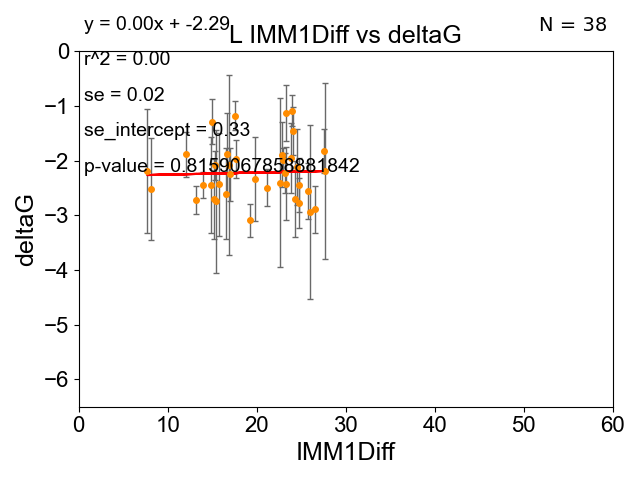 y = 0.00x + -2.29
N = 38
L IMM1Diff vs deltaG
r^2 = 0.00
se = 0.02
se_intercept = 0.33
p-value = 0.8159067858881842
deltaG
0
−1
−2
−3
−4
−5
−6
0 10 20 30 40 50 60
IMM1Diff